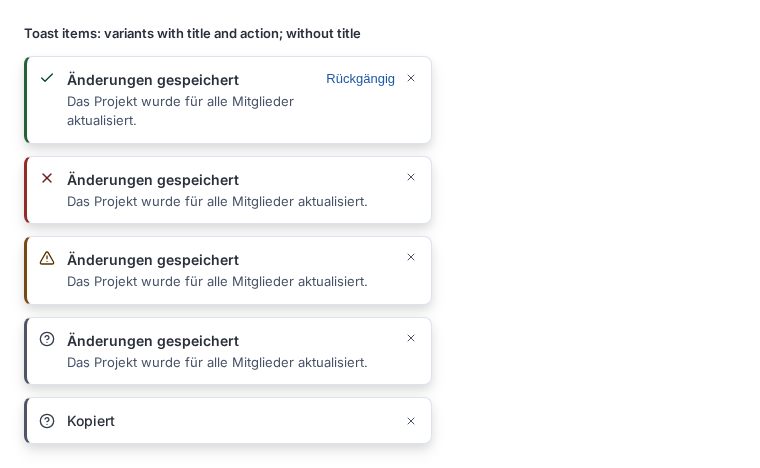 Toast items: variants with title and action; without title
Änderungen gespeichert
Rückgängig
Das Projekt wurde für alle Mitglieder
aktualisiert.
Änderungen gespeichert
Das Projekt wurde für alle Mitglieder aktualisiert.
Änderungen gespeichert
Das Projekt wurde für alle Mitglieder aktualisiert.
Änderungen gespeichert
Das Projekt wurde für alle Mitglieder aktualisiert.
Kopiert